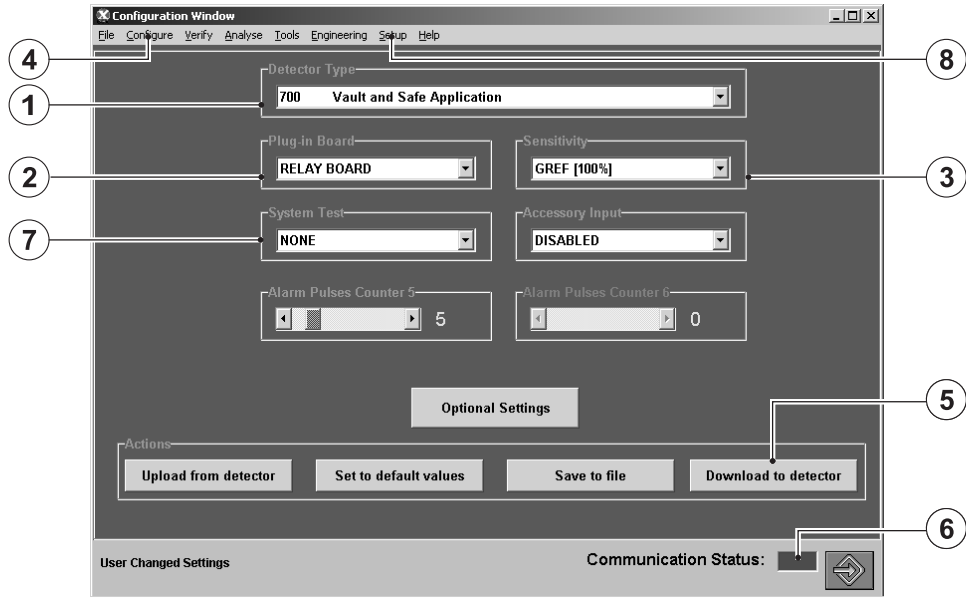 Configuration Window
File Configure Verify Analyse Tools Engineering Setup Help
4
8
Detector Type
1
700 Vault and Safe Application
Plug-in Board
Sensitivity
2
RELAY BOARD
GREF [100%]
3
System Test
Accessory Input
7
NONE
DISABLED
Alarm Pulses Counter 5
Alarm Pulses Counter 6
5
0
Optional Settings
5
Actions
Upload from detector
Set to default values
Save to file
Download to detector
6
User Changed Settings
Communication Status: